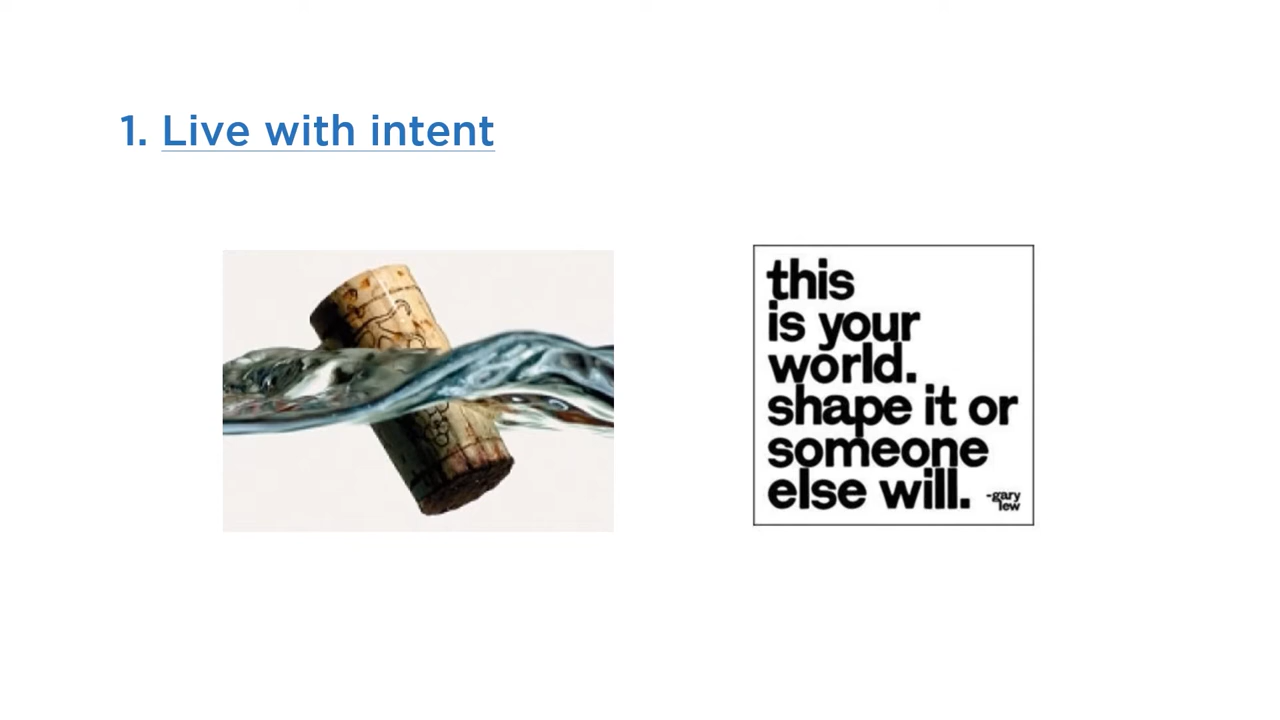 1. Live with intent
this
is your
world.
shape it or
someone
else will.
-gary
lew